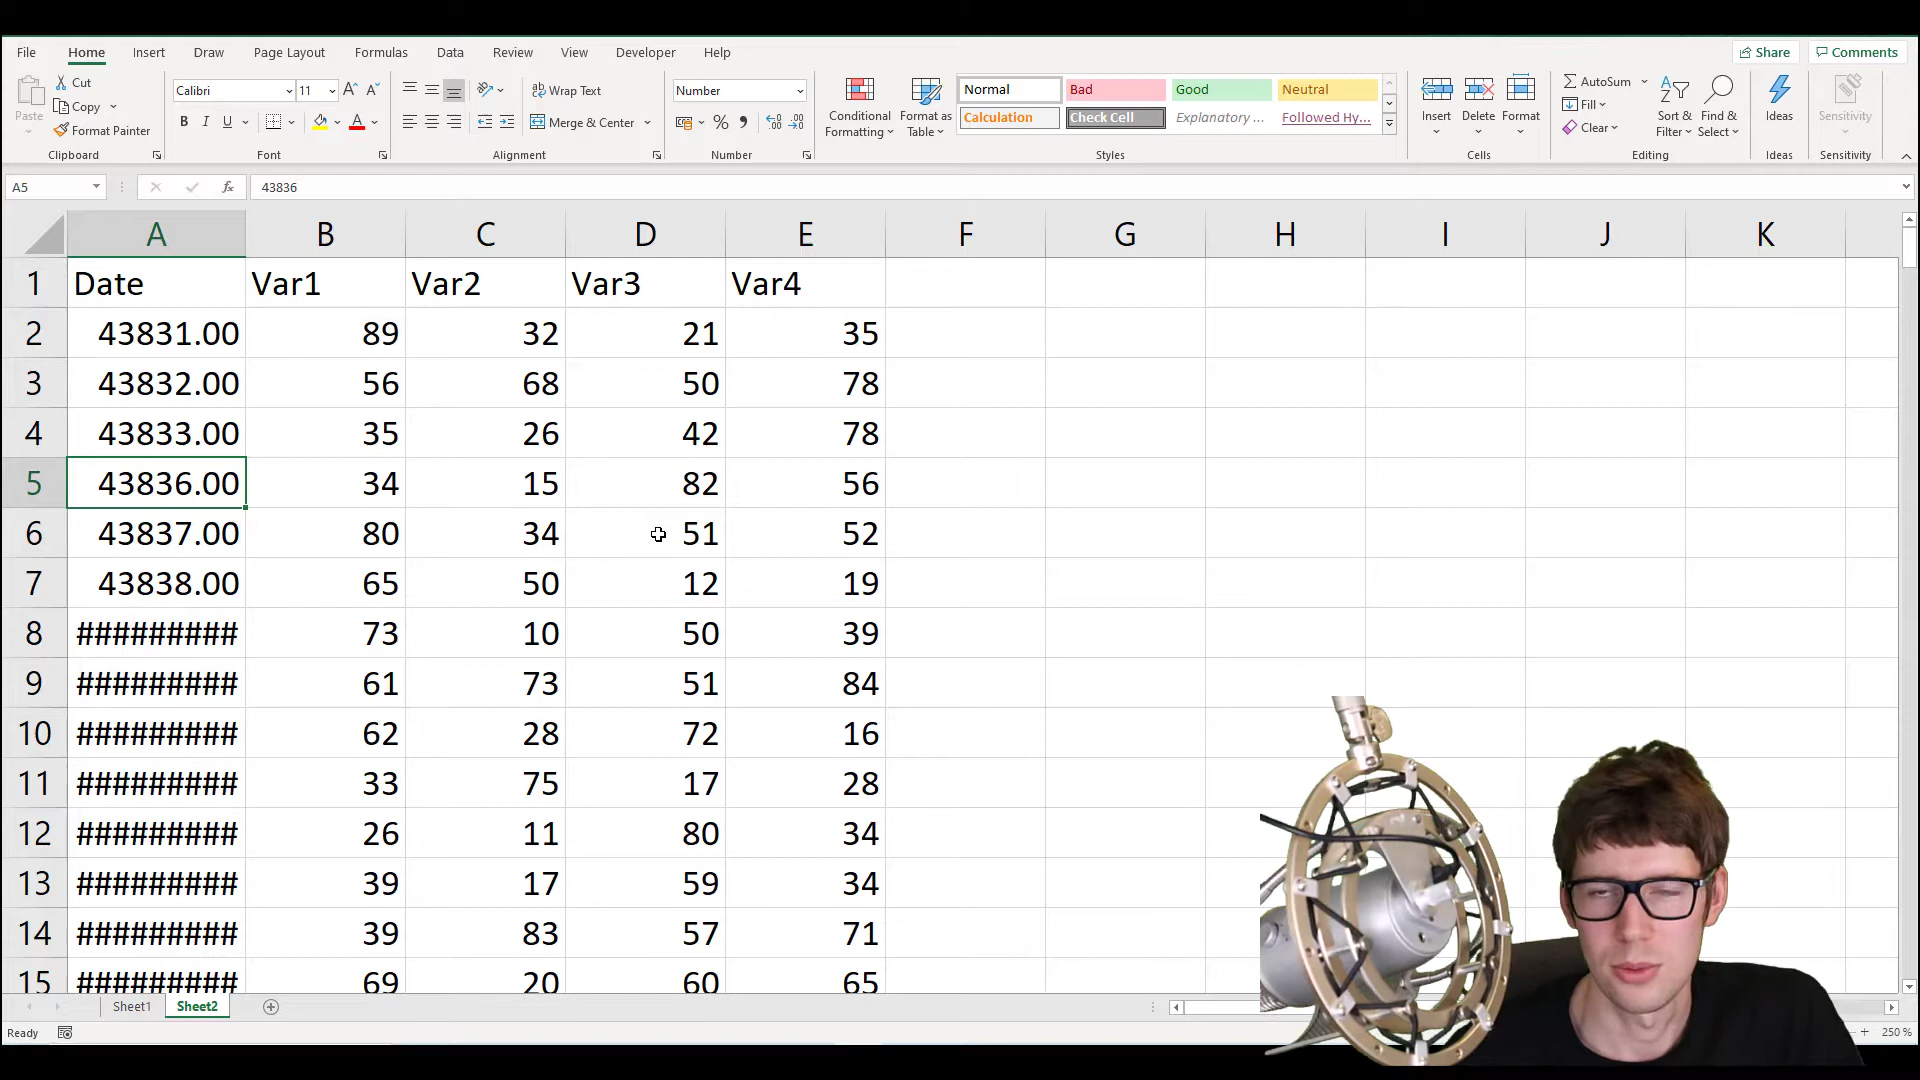 File Home Insert Draw Page Layout Formulas Data Review View Developer Help Share Comments
Paste Cut Copy Format Painter Clipboard
Calibri 11 B I U A Font
ab Wrap Text Merge & Center Alignment
Number % Number
Conditional Formatting Format as Table Normal Bad Good Neutral
Calculation Check Cell Explanatory ... Followed Hy... Styles
Insert Delete Format Cells
AutoSum Fill Clear Sort & Filter Find & Select Editing
Ideas Ideas Sensitivity Sensitivity
A5 fx 43836
A B C D E F G H I J K
1 Date Var1 Var2 Var3 Var4
2 43831.00 89 32 21 35
3 43832.00 56 68 50 78
4 43833.00 35 26 42 78
5 43836.00 34 15 82 56
6 43837.00 80 34 51 52
7 43838.00 65 50 12 19
8 ######### 73 10 50 39
9 ######### 61 73 51 84
10 ######### 62 28 72 16
11 ######### 33 75 17 28
12 ######### 26 11 80 34
13 ######### 39 17 59 34
14 ######### 39 83 57 71
15 ######### 69 20 60 65
Sheet1 Sheet2
Ready 250 %